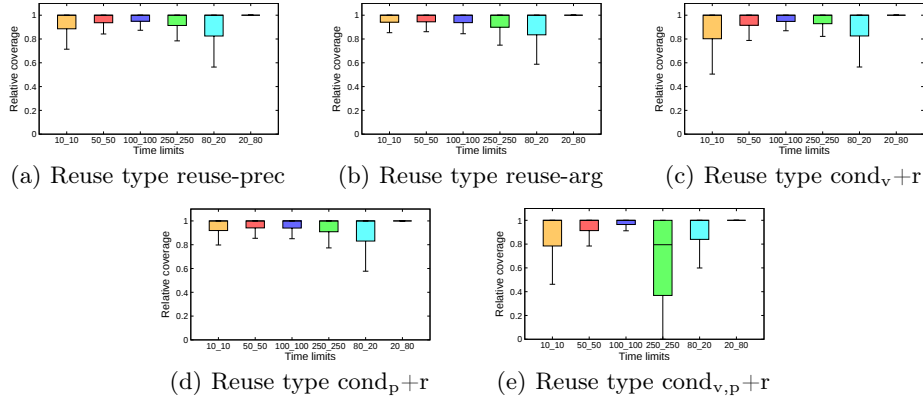 Relative coverage
1
0.8
0.6
0.4
0.2
0
10_10 50_50 100_100 250_250 80_20 20_80
Time limits
(a) Reuse type reuse-prec
Relative coverage
1
0.8
0.6
0.4
0.2
0
10_10 50_50 100_100 250_250 80_20 20_80
Time limits
(b) Reuse type reuse-arg
Relative coverage
1
0.8
0.6
0.4
0.2
0
10_10 50_50 100_100 250_250 80_20 20_80
Time limits
(c) Reuse type cond_v+r
Relative coverage
1
0.8
0.6
0.4
0.2
0
10_10 50_50 100_100 250_250 80_20 20_80
Time limits
(d) Reuse type cond_p+r
Relative coverage
1
0.8
0.6
0.4
0.2
0
10_10 50_50 100_100 250_250 80_20 20_80
Time limits
(e) Reuse type cond_v,p+r